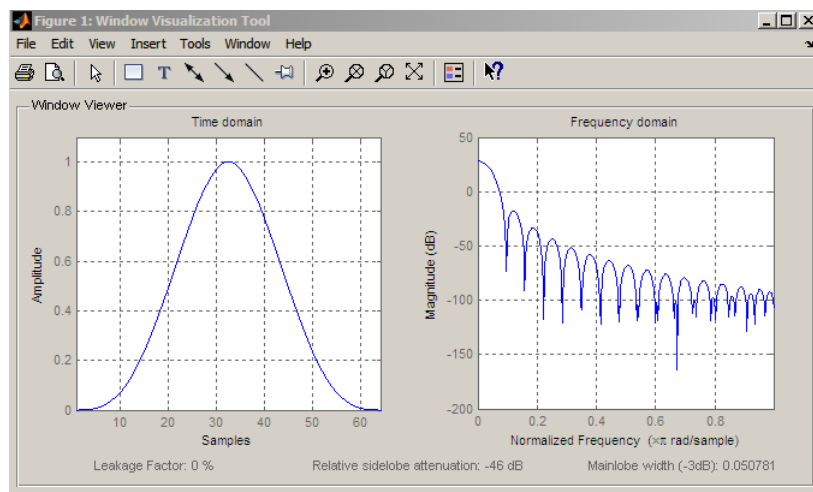 Figure 1: Window Visualization Tool
File Edit View Insert Tools Window Help
T
?
Window Viewer
Time domain
1
0.8
0.6
0.4
0.2
0
Amplitude
10 20 30 40 50 60
Samples
Frequency domain
50
0
-50
-100
-150
-200
Magnitude (dB)
0 0.2 0.4 0.6 0.8
Normalized Frequency (×π rad/sample)
Leakage Factor: 0 %
Relative sidelobe attenuation: -46 dB
Mainlobe width (-3dB): 0.050781